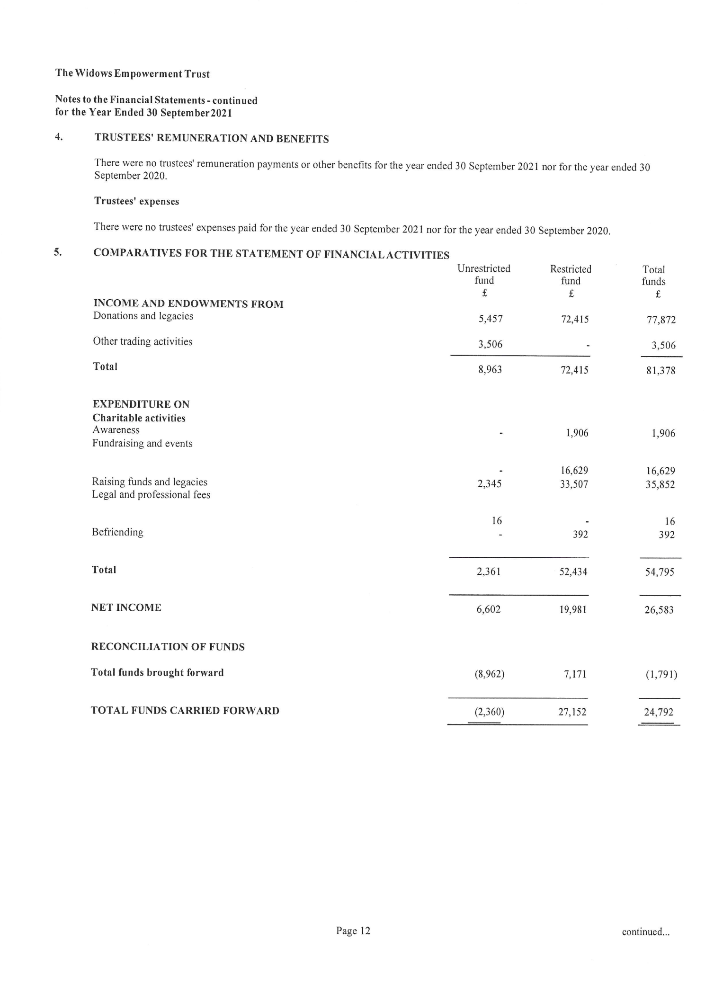 The Widows Empowerment Trust
Notes to the Financial Statements - continued
for the Year Ended 30 September 2021
4. TRUSTEES' REMUNERATION AND BENEFITS
There were no trustees' remuneration payments or other benefits for the year ended 30 September 2021 nor for the year ended 30
September 2020.
Trustees' expenses
There were no trustees' expenses paid for the year ended 30 September 2021 nor for the year ended 30 September 2020.
5. COMPARATIVES FOR THE STATEMENT OF FINANCIAL ACTIVITIES
Unrestricted Restricted Total
fund fund funds
£ £ £
INCOME AND ENDOWMENTS FROM
Donations and legacies 5,457 72,415 77,872
Other trading activities 3,506 - 3,506
Total 8,963 72,415 81,378
EXPENDITURE ON
Charitable activities
Awareness - 1,906 1,906
Fundraising and events
- 16,629 16,629
Raising funds and legacies 2,345 33,507 35,852
Legal and professional fees
16 - 16
Befriending - 392 392
Total 2,361 52,434 54,795
NET INCOME 6,602 19,981 26,583
RECONCILIATION OF FUNDS
Total funds brought forward (8,962) 7,171 (1,791)
TOTAL FUNDS CARRIED FORWARD (2,360) 27,152 24,792
Page 12 continued...